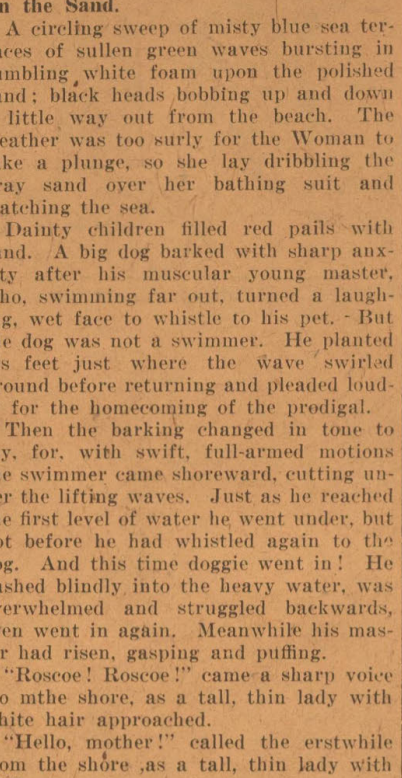 n the Sand.
A circling sweep of misty blue sea ter-
aces of sullen green waves bursting in
umbling white foam upon the polished
and; black heads bobbing up and down
little way out from the beach. The
eather was too surly for the Woman to
ake a plunge, so she lay dribbling the
ray sand over her bathing suit and
atching the sea.
Dainty children filled red pails with
and. A big dog barked with sharp anx-
ty after his muscular young master,
ho, swimming far out, turned a laugh-
g, wet face to whistle to his pet. - But
e dog was not a swimmer. He planted
s feet just where the wave swirled
round before returning and pleaded loud-
for the homecoming of the prodigal.
Then the barking changed in tone to
y, for, with swift, full-armed motions
e swimmer came shoreward, cutting un-
er the lifting waves. Just as he reached
e first level of water he went under, but
ot before he had whistled again to the
og. And this time doggie went in! He
ashed blindly into the heavy water, was
verwhelmed and struggled backwards,
en went in again. Meanwhile his mas-
r had risen, gasping and puffing.
"Roscoe! Roscoe!" came a sharp voice
o mthe shore, as a tall, thin lady with
hite hair approached.
"Hello, mother!" called the erstwhile
om the shore ,as a tall, thin lady with